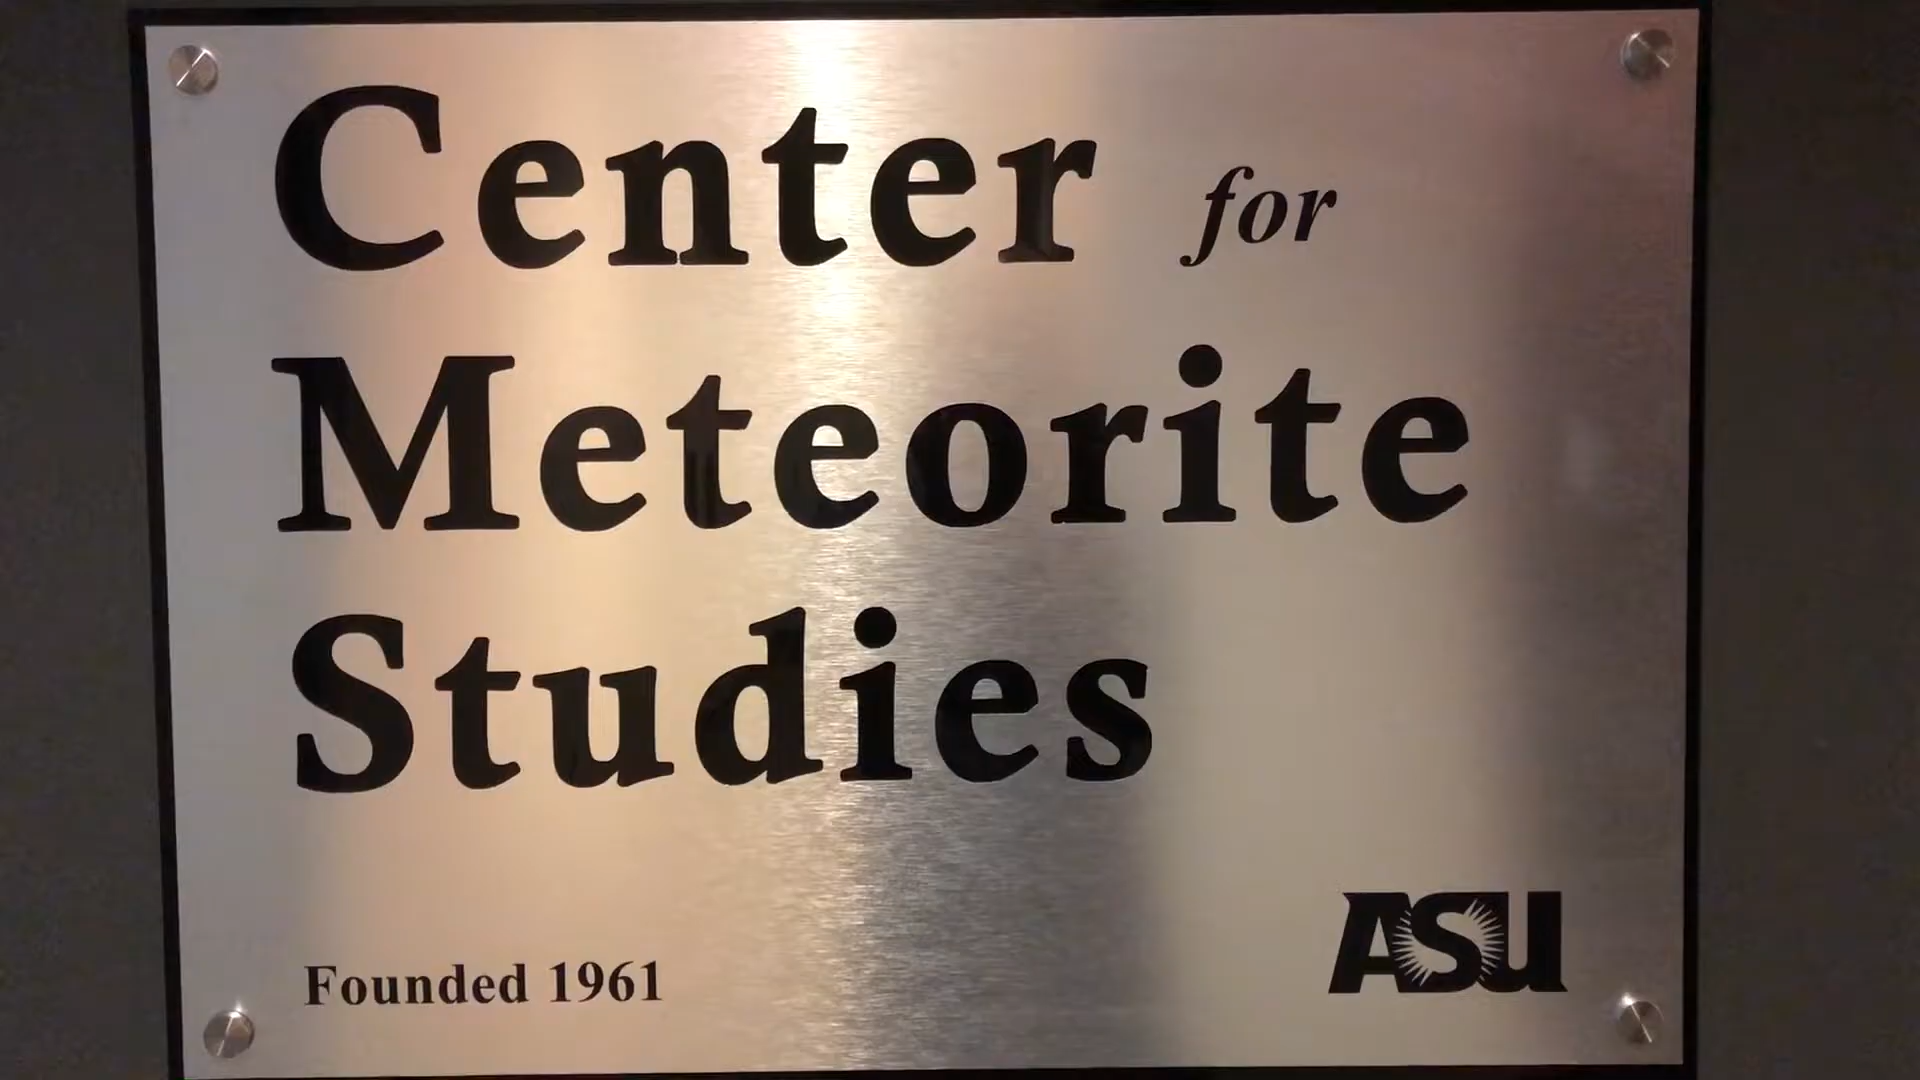 Center for
Meteorite
Studies
Founded 1961
ASU